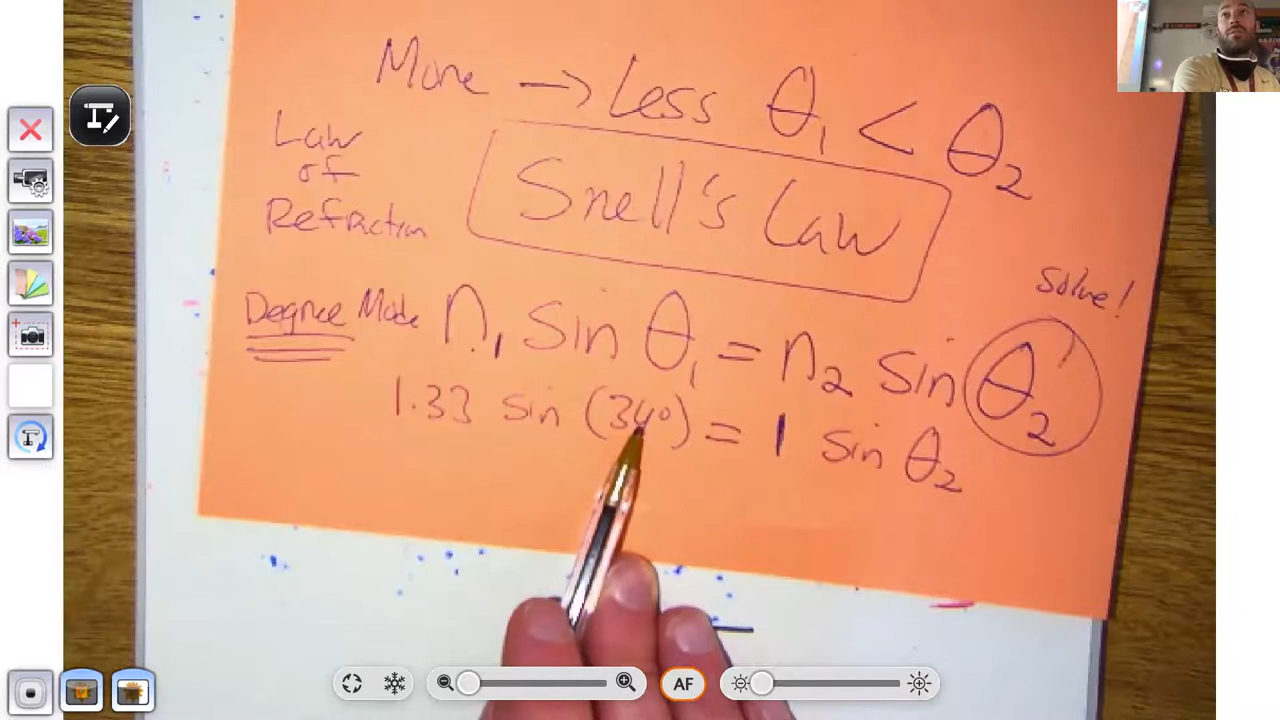 More → Less θ₁ < θ₂
Law
of
Refraction
Snell's Law
Solve!
Degree Mode n₁ sin θ₁ = n₂ sin θ₂
1.33 sin (34°) = 1 sin θ₂
AF